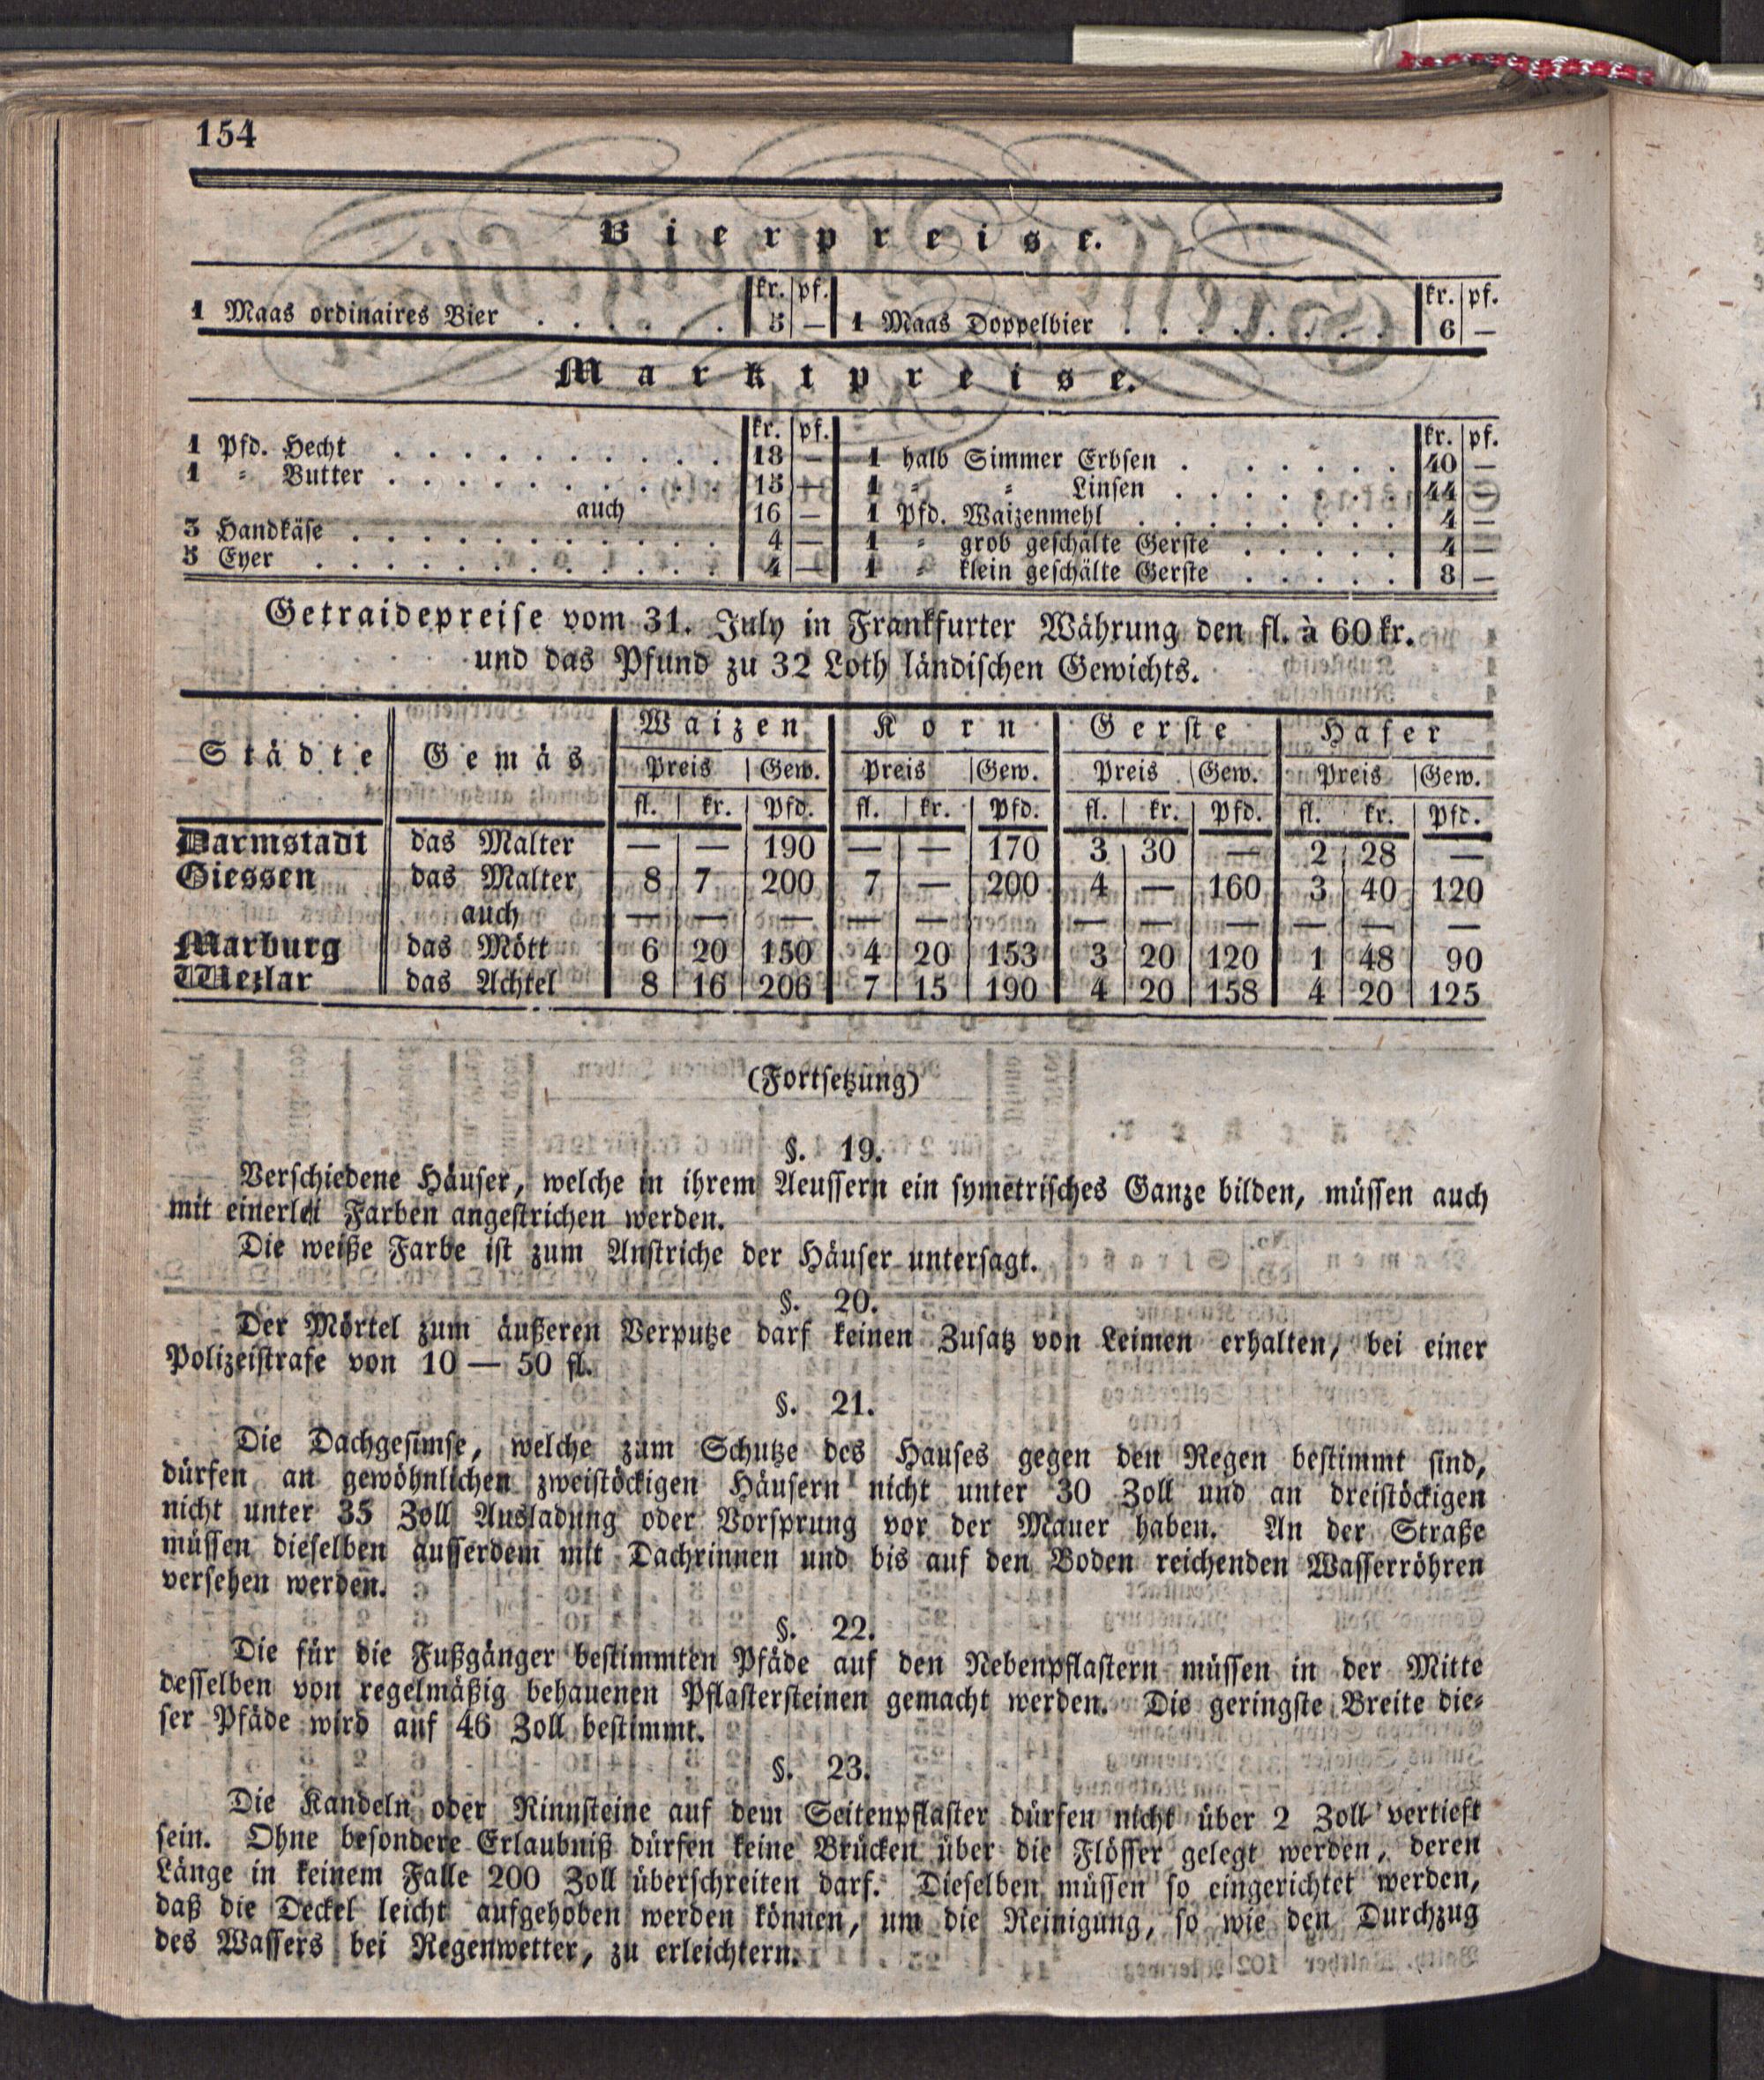 154
Bierpreise.
kr. pf. kr. pf.
1 Maas ordinaires Bier . . . . . . 5 — 1 Maas Doppelbier . . . . . . . . 6 —
Marktpreise.
kr. pf. kr. pf.
1 Pfd. Hecht . . . . . . . . . . 18 — 1 halb Simmer Erbsen . . . . . . 40 —
1 = Butter . . . . . . . . . . 15 — 1 = = Linsen . . . . . . 44 —
auch 16 — 1 Pfd. Waizenmehl . . . . . . . . 4 —
3 Handkäse . . . . . . . . . . . 4 — 1 = grob geschälte Gerste . . . . . 4 —
5 Eyer . . . . . . . . . . . . 4 — 1 = klein geschälte Gerste . . . . . 8 —
Getraidepreise vom 31. July in Frankfurter Währung den fl. à 60 kr.
und das Pfund zu 32 Loth ländischen Gewichts.
Städte Gemäs Waizen Korn Gerste Hafer
Preis Gew. Preis Gew. Preis Gew. Preis Gew.
fl. kr. Pfd. fl. kr. Pfd. fl. kr. Pfd. fl. kr. Pfd.
Darmstadt das Malter — — 190 — — 170 3 30 — 2 28 —
Giessen das Malter 8 7 200 7 — 200 4 — 160 3 40 120
auch — — — — — — — — — — —
Marburg das Mött 6 20 150 4 20 153 3 20 120 1 48 90
Wezlar das Achtel 8 16 206 7 15 190 4 20 158 4 20 125
(Fortsetzung)
§. 19.
Verschiedene Häuser, welche in ihrem Aeussern ein symetrisches Ganze bilden, müssen auch
mit einerlei Farben angestrichen werden.
Die weiße Farbe ist zum Anstriche der Häuser untersagt.
§. 20.
Der Mörtel zum äußeren Verputze darf keinen Zusatz von Leimen erhalten, bei einer
Polizeistrafe von 10 — 50 fl.
§. 21.
Die Dachgesimse, welche zum Schutze des Hauses gegen den Regen bestimmt sind,
dürfen an gewöhnlichen zweistöckigen Häusern nicht unter 30 Zoll und an dreistöckigen
nicht unter 35 Zoll Ausladung oder Vorsprung vor der Mauer haben. An der Straße
müssen dieselben ausserdem mit Dachrinnen und bis auf den Boden reichenden Wasserröhren
versehen werden.
§. 22.
Die für die Fußgänger bestimmten Pfäde auf den Nebenpflastern müssen in der Mitte
desselben von regelmäßig behauenen Pflastersteinen gemacht werden. Die geringste Breite die=
ser Pfäde wird auf 46 Zoll bestimmt.
§. 23.
Die Kandeln oder Rinnsteine auf dem Seitenpflaster dürfen nicht über 2 Zoll vertieft
sein. Ohne besondere Erlaubniß dürfen keine Brücken über die Flösser gelegt werden, deren
Länge in keinem Falle 200 Zoll überschreiten darf. Dieselben müssen so eingerichtet werden,
daß die Deckel leicht aufgehoben werden können, um die Reinigung, so wie den Durchzug
des Wassers bei Regenwetter, zu erleichtern.